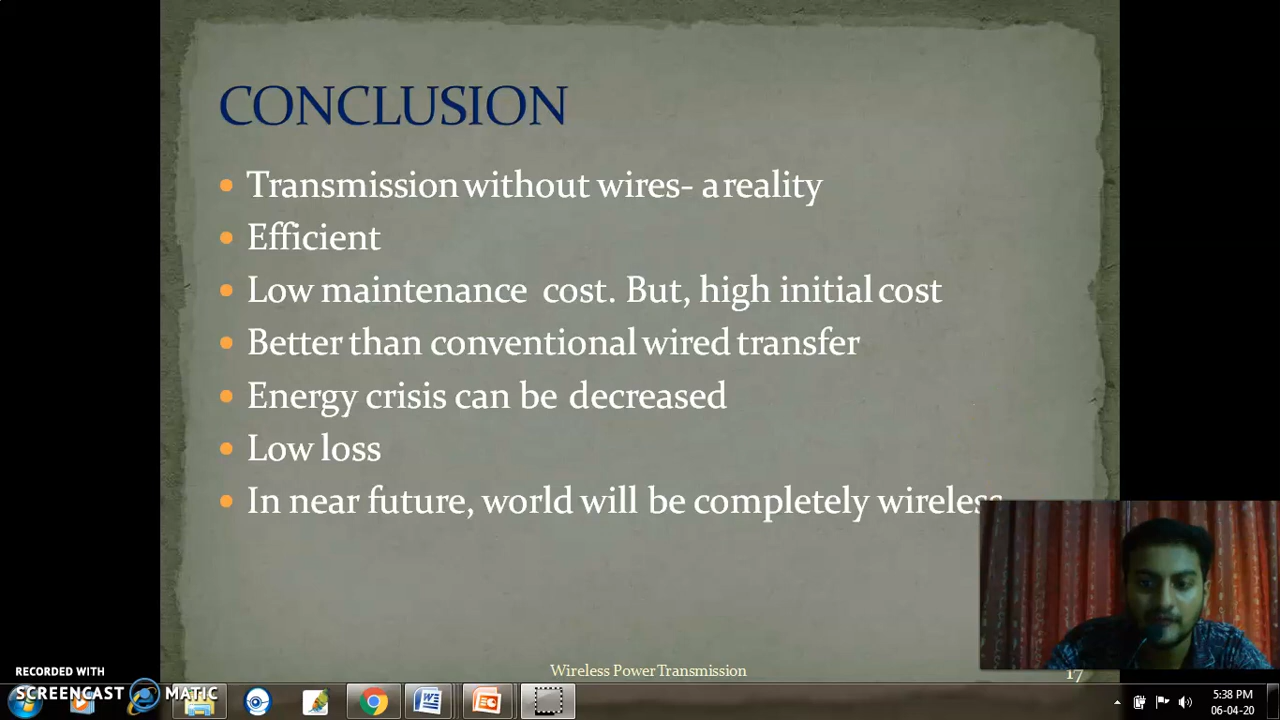 CONCLUSION
Transmission without wires- a reality
Efficient
Low maintenance cost. But, high initial cost
Better than conventional wired transfer
Energy crisis can be decreased
Low loss
In near future, world will be completely wireless
Wireless Power Transmission
17
RECORDED WITH
SCREENCAST MATIC
5:38 PM
06-04-20